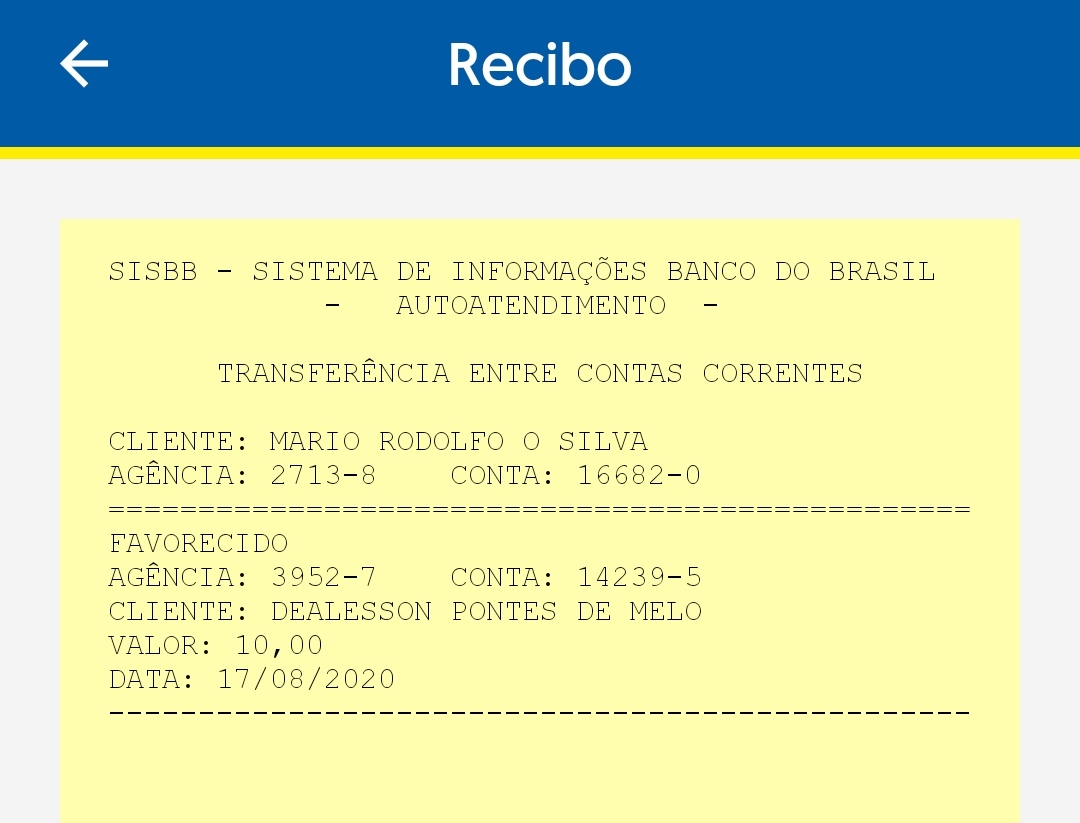 Recibo
SISBB - SISTEMA DE INFORMAÇÕES BANCO DO BRASIL
- AUTOATENDIMENTO -
TRANSFERÊNCIA ENTRE CONTAS CORRENTES
CLIENTE: MARIO RODOLFO O SILVA
AGÊNCIA: 2713-8 CONTA: 16682-0
================================================
FAVORECIDO
AGÊNCIA: 3952-7 CONTA: 14239-5
CLIENTE: DEALESSON PONTES DE MELO
VALOR: 10,00
DATA: 17/08/2020
------------------------------------------------